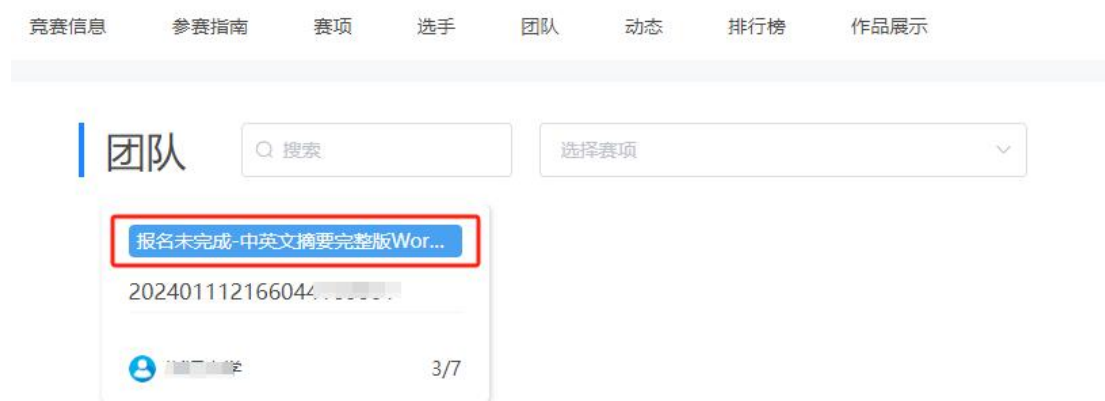 竞赛信息 参赛指南 赛项 选手 团队 动态 排行榜 作品展示
团队 搜索 选择赛项
报名未完成-中英文摘要完整版Wor...
202401112166044
学 3/7